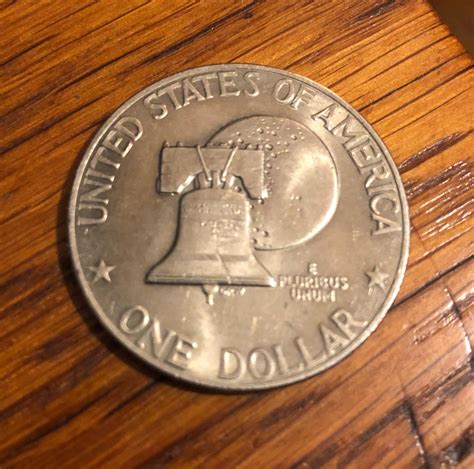 UNITED STATES OF AMERICA
E
PLURIBUS
UNUM
ONE DOLLAR